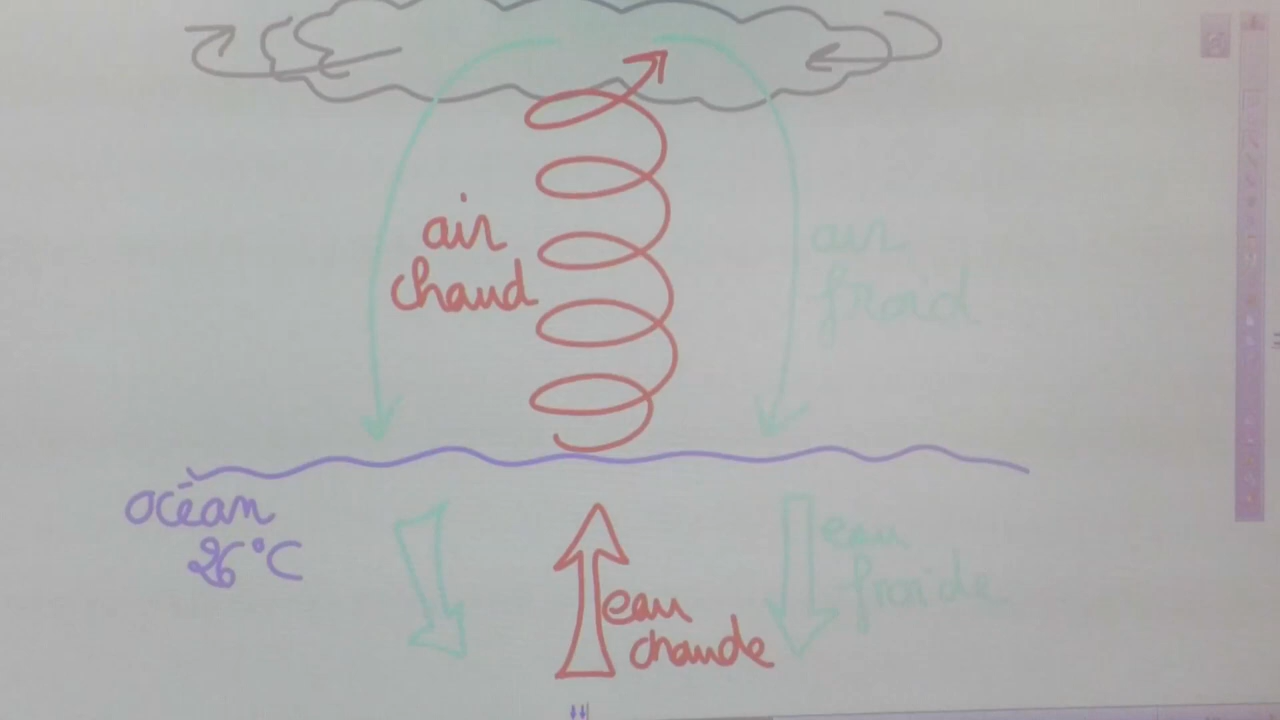 air
chaud
air
froid
océan
26°C
eau
froide
eau
chaude